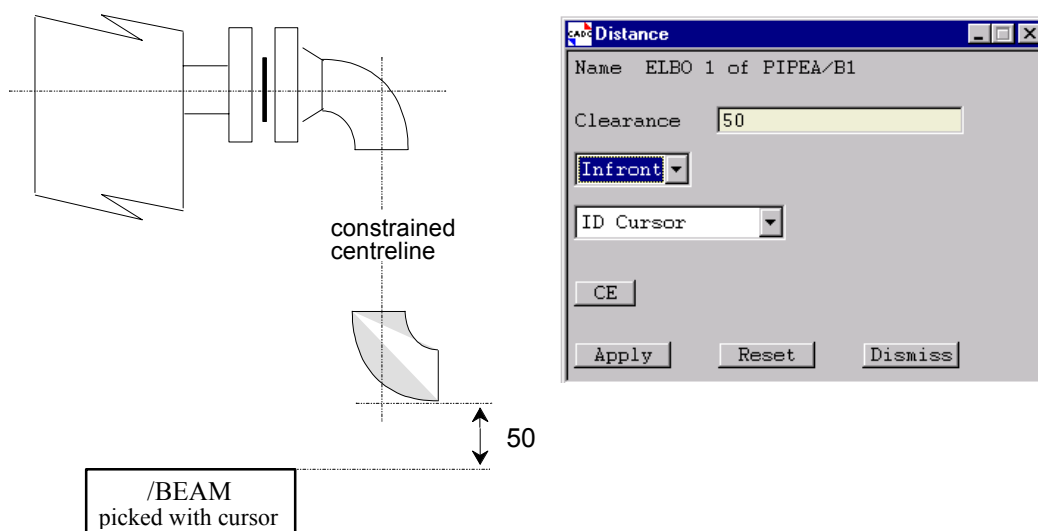 constrained
centreline
50
/BEAM
picked with cursor
CADC Distance
Name ELBO 1 of PIPEA/B1
Clearance 50
Infront
ID Cursor
CE
Apply Reset Dismiss